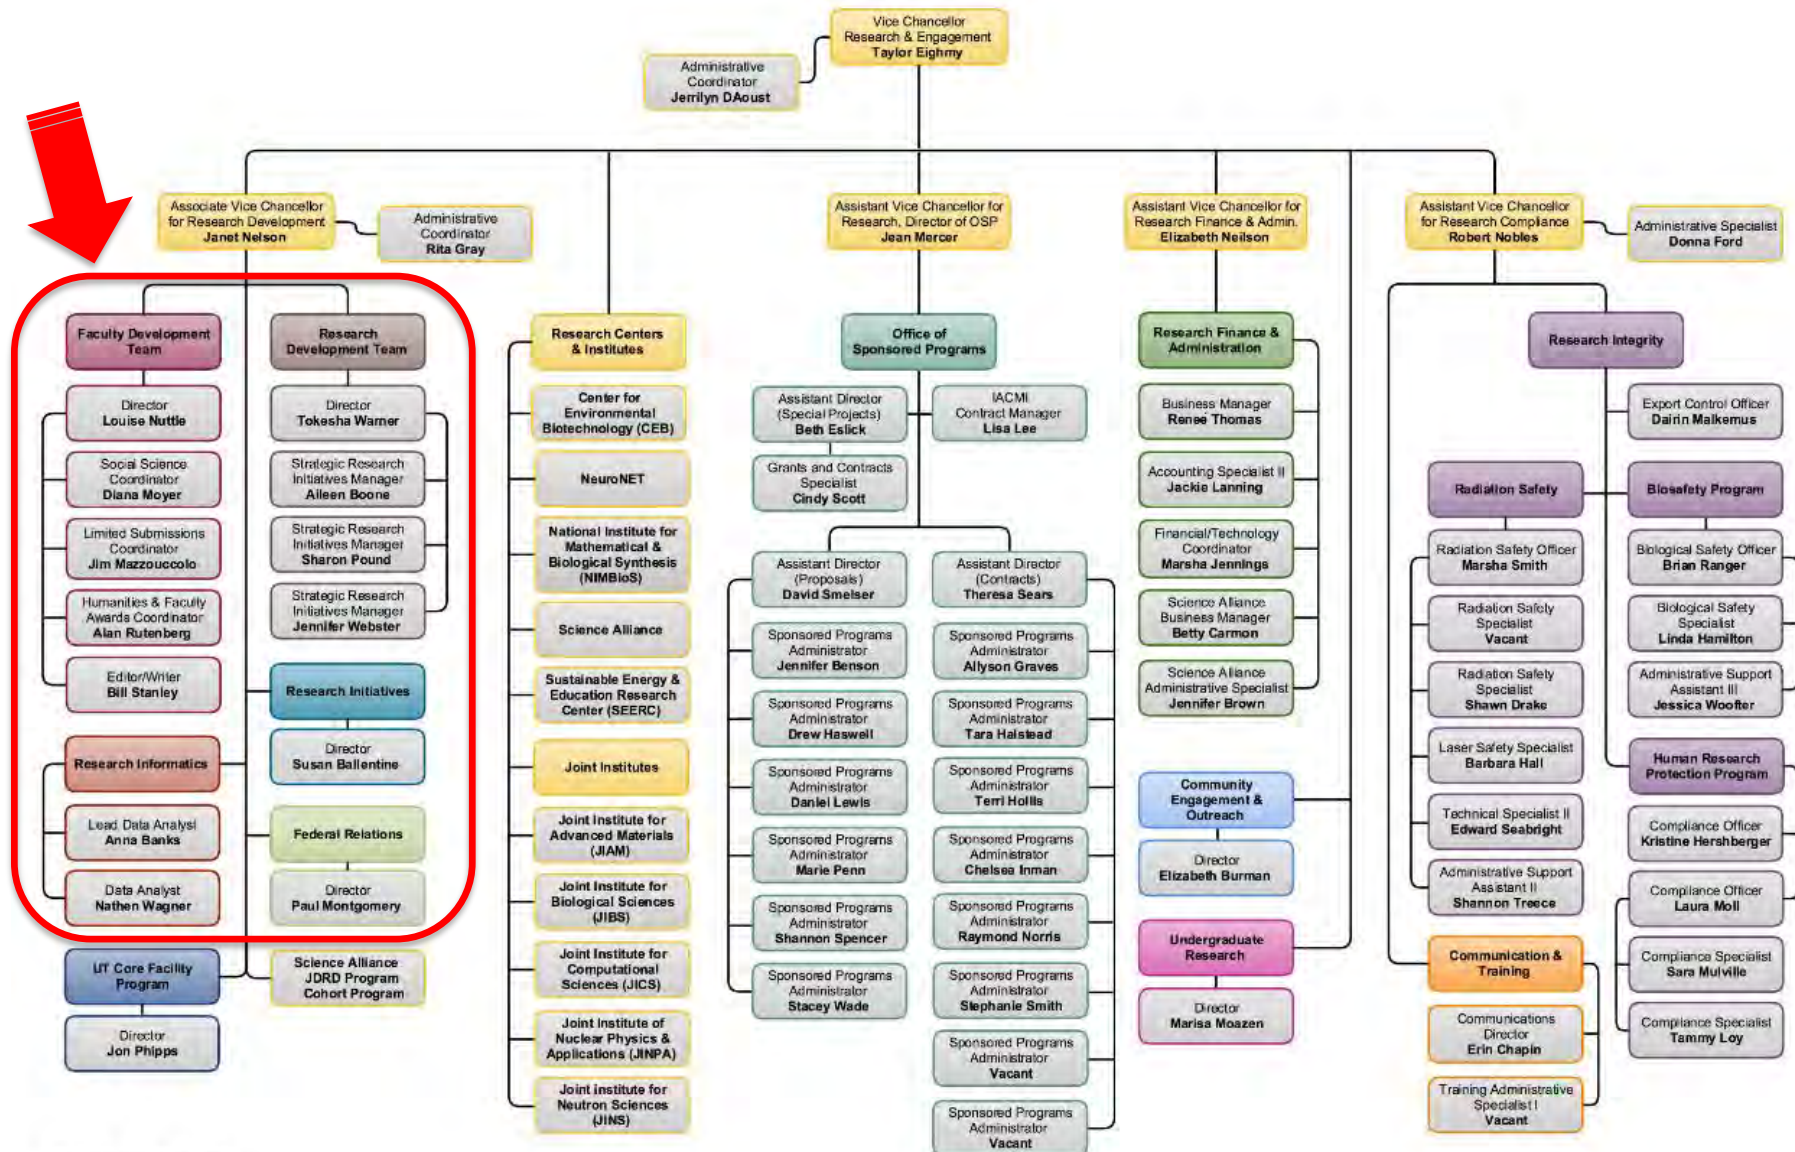 Vice Chancellor
Research & Engagement
Taylor Eighmy
Administrative
Coordinator
Jerrilyn DAoust
Associate Vice Chancellor
for Research Development
Janet Nelson
Administrative
Coordinator
Rita Gray
Assistant Vice Chancellor for
Research, Director of OSP
Jean Mercer
Assistant Vice Chancellor for
Research Finance & Admin.
Elizabeth Neilson
Assistant Vice Chancellor
for Research Compliance
Robert Nobles
Administrative Specialist
Donna Ford
Faculty Development
Team
Director
Louise Nuttle
Social Science
Coordinator
Diana Moyer
Limited Submissions
Coordinator
Jim Mazzouccolo
Humanities & Faculty
Awards Coordinator
Alan Rutenberg
Editor/Writer
Bill Stanley
Research Informatics
Lead Data Analyst
Anna Banks
Data Analyst
Nathen Wagner
UT Core Facility
Program
Director
Jon Phipps
Research
Development Team
Director
Tokesha Warner
Strategic Research
Initiatives Manager
Aileen Boone
Strategic Research
Initiatives Manager
Sharon Pound
Strategic Research
Initiatives Manager
Jennifer Webster
Research Initiatives
Director
Susan Ballentine
Federal Relations
Director
Paul Montgomery
Science Alliance
JDRD Program
Cohort Program
Research Centers
& Institutes
Center for
Environmental
Biotechnology (CEB)
NeuroNET
National Institute for
Mathematical &
Biological Synthesis
(NIMBioS)
Science Alliance
Sustainable Energy &
Education Research
Center (SEERC)
Joint Institutes
Joint Institute for
Advanced Materials
(JIAM)
Joint Institute for
Biological Sciences
(JIBS)
Joint Institute for
Computational
Sciences (JICS)
Joint Institute of
Nuclear Physics &
Applications (JINPA)
Joint Institute for
Neutron Sciences
(JINS)
Office of
Sponsored Programs
Assistant Director
(Special Projects)
Beth Eslick
IACMI
Contract Manager
Lisa Lee
Grants and Contracts
Specialist
Cindy Scott
Assistant Director
(Proposals)
David Smelser
Sponsored Programs
Administrator
Jennifer Benson
Sponsored Programs
Administrator
Drew Haswell
Sponsored Programs
Administrator
Daniel Lewis
Sponsored Programs
Administrator
Marie Penn
Sponsored Programs
Administrator
Shannon Spencer
Sponsored Programs
Administrator
Stacey Wade
Assistant Director
(Contracts)
Theresa Sears
Sponsored Programs
Administrator
Allyson Graves
Sponsored Programs
Administrator
Tara Halstead
Sponsored Programs
Administrator
Terri Hollis
Sponsored Programs
Administrator
Chelsea Inman
Sponsored Programs
Administrator
Raymond Norris
Sponsored Programs
Administrator
Stephanie Smith
Sponsored Programs
Administrator
Vacant
Sponsored Programs
Administrator
Vacant
Research Finance &
Administration
Business Manager
Renee Thomas
Accounting Specialist II
Jackie Lanning
Financial/Technology
Coordinator
Marsha Jennings
Science Alliance
Business Manager
Betty Carmon
Science Alliance
Administrative Specialist
Jennifer Brown
Community
Engagement &
Outreach
Director
Elizabeth Burman
Undergraduate
Research
Director
Marisa Moazen
Research Integrity
Export Control Officer
Dairin Malkemus
Radiation Safety
Radiation Safety Officer
Marsha Smith
Radiation Safety
Specialist
Vacant
Radiation Safety
Specialist
Shawn Drake
Laser Safety Specialist
Barbara Hall
Technical Specialist II
Edward Seabright
Administrative Support
Assistant II
Shannon Treece
Communication &
Training
Communications
Director
Erin Chapin
Training Administrative
Specialist I
Vacant
Biosafety Program
Biological Safety Officer
Brian Ranger
Biological Safety
Specialist
Linda Hamilton
Administrative Support
Assistant III
Jessica Woofter
Human Research
Protection Program
Compliance Officer
Kristine Hershberger
Compliance Officer
Laura Moll
Compliance Specialist
Sara Mulville
Compliance Specialist
Tammy Loy